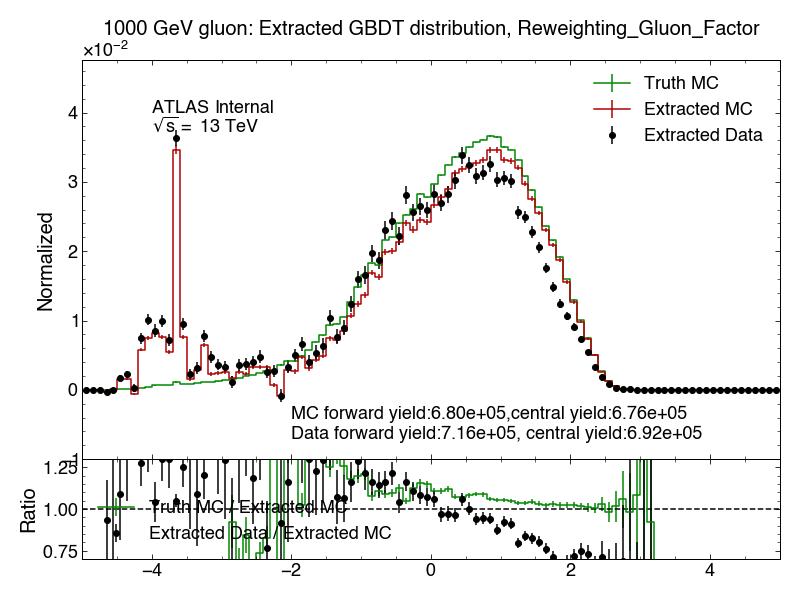 1000 GeV gluon: Extracted GBDT distribution, Reweighting_Gluon_Factor
×10⁻²
ATLAS Internal
√s = 13 TeV
Truth MC
Extracted MC
Extracted Data
4
3
2
1
0
Normalized
MC forward yield:6.80e+05,central yield:6.76e+05
Data forward yield:7.16e+05, central yield:6.92e+05
1
1.25
1.00
0.75
Ratio
Truth MC / Extracted MC
Extracted Data / Extracted MC
−4 −2 0 2 4